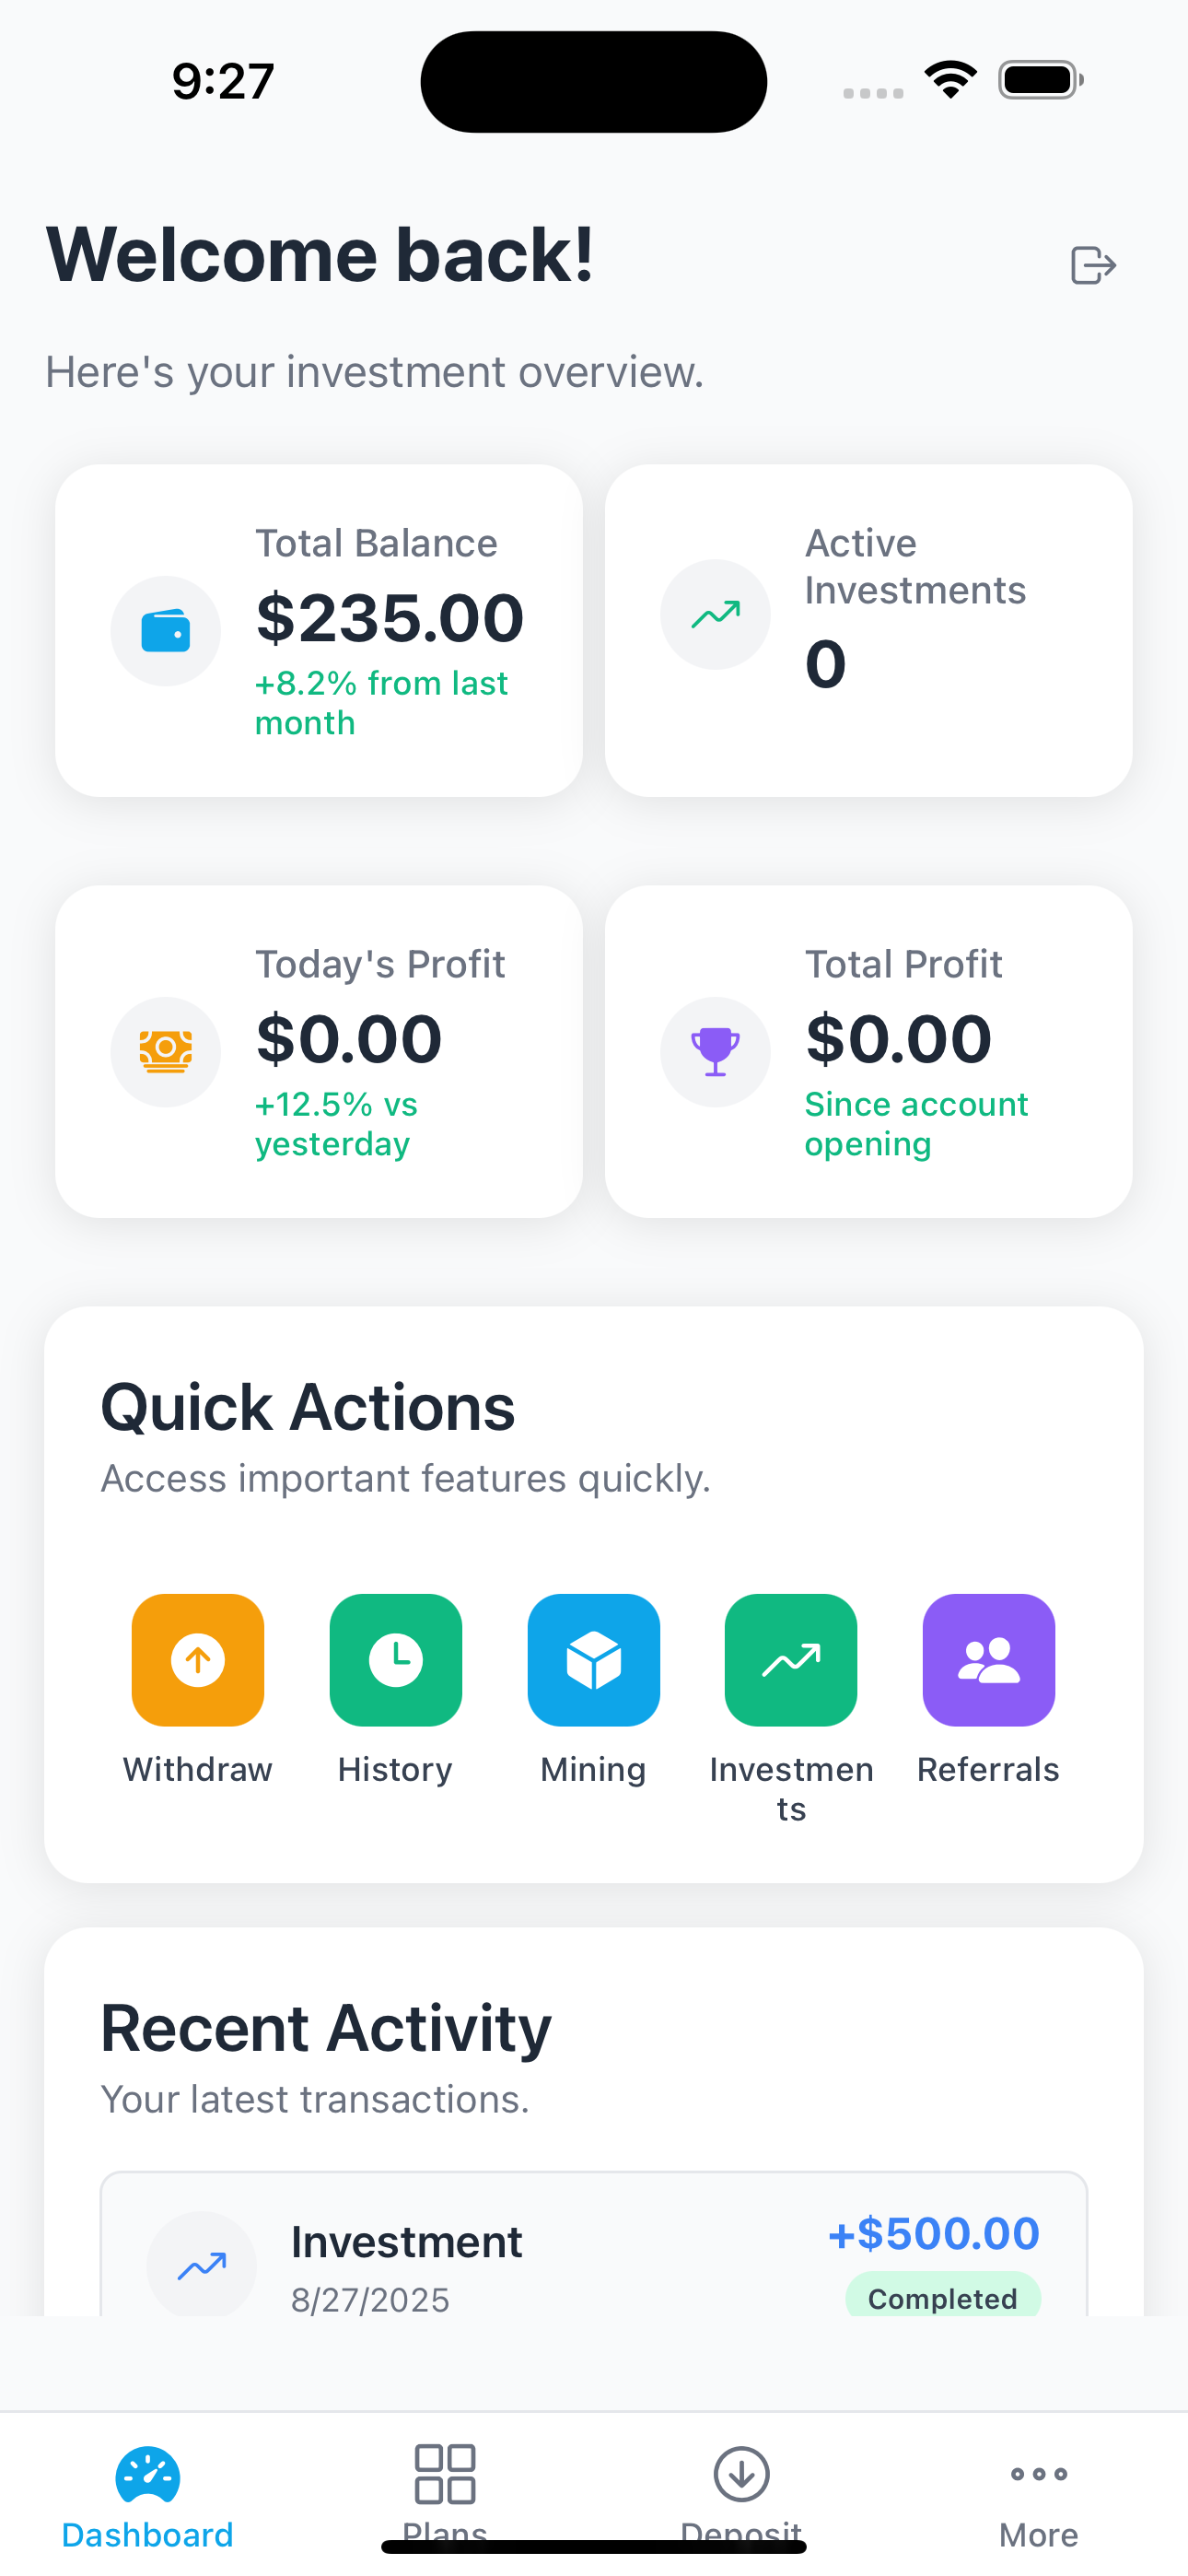 9:27
Welcome back!
Here's your investment overview.
Total Balance
$235.00
+8.2% from last
month
Active
Investments
0
Today's Profit
$0.00
+12.5% vs
yesterday
Total Profit
$0.00
Since account
opening
Quick Actions
Access important features quickly.
Withdraw
History
Mining
Investmen
ts
Referrals
Recent Activity
Your latest transactions.
Investment
+$500.00
8/27/2025
Completed
Dashboard
Plans
Deposit
More